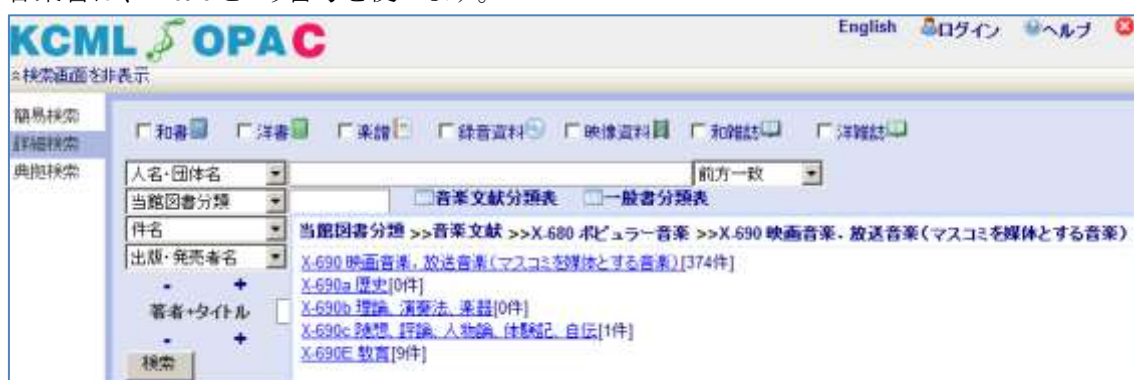 KCML OPAC
English ログイン ヘルプ
検索画面を非表示
簡易検索
詳細検索
典拠検索
和書 洋書 楽譜 録音資料 映像資料 和雑誌 洋雑誌
人名・団体名 前方一致
当館図書分類 音楽文献分類表 一般書分類表
件名
出版・発売者名
当館図書分類 >>音楽文献 >>X-680 ポピュラー音楽 >>X-690 映画音楽、放送音楽(マスコミを媒体とする音楽)
X-690 映画音楽、放送音楽(マスコミを媒体とする音楽)[374件]
X-690a 歴史[0件]
X-690b 理論、演奏法、楽器[0件]
X-690c 随想、評論、人物論、体験記、自伝[1件]
X-690E 教育[9件]
- +
著者+タイトル
- +
検索